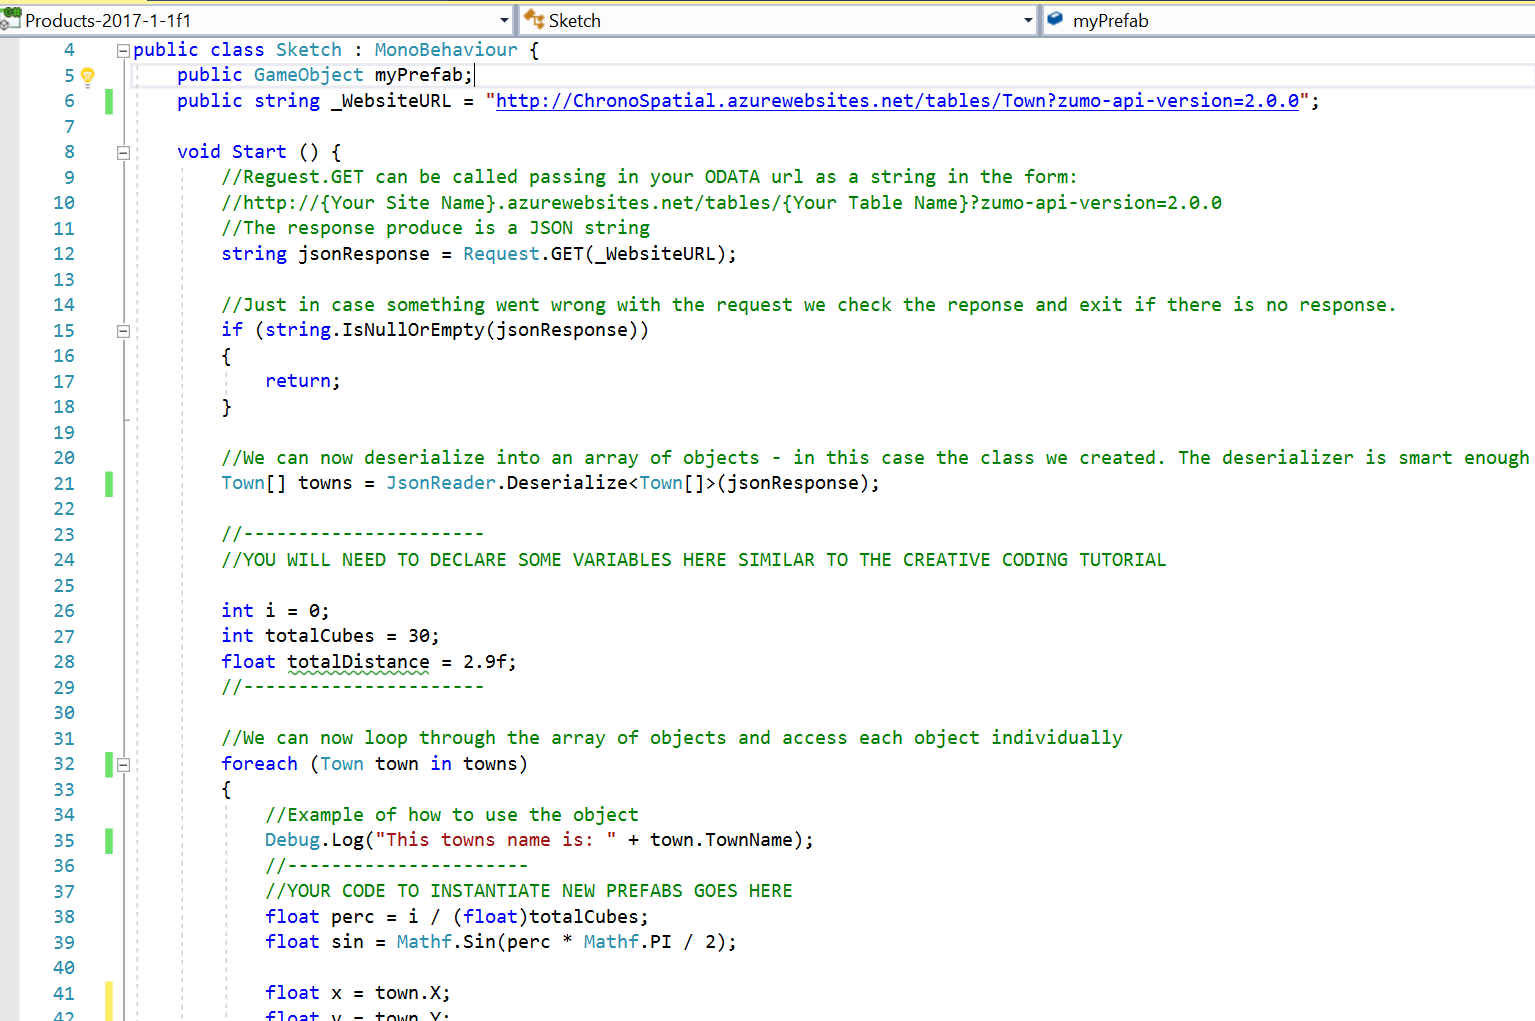 Products-2017-1-1f1 Sketch myPrefab
4 public class Sketch : MonoBehaviour {
5 public GameObject myPrefab;
6 public string _WebsiteURL = "http://ChronoSpatial.azurewebsites.net/tables/Town?zumo-api-version=2.0.0";
7
8 void Start () {
9 //Reguest.GET can be called passing in your ODATA url as a string in the form:
10 //http://{Your Site Name}.azurewebsites.net/tables/{Your Table Name}?zumo-api-version=2.0.0
11 //The response produce is a JSON string
12 string jsonResponse = Request.GET(_WebsiteURL);
13
14 //Just in case something went wrong with the request we check the reponse and exit if there is no response.
15 if (string.IsNullOrEmpty(jsonResponse))
16 {
17 return;
18 }
19
20 //We can now deserialize into an array of objects - in this case the class we created. The deserializer is smart enough
21 Town[] towns = JsonReader.Deserialize<Town[]>(jsonResponse);
22
23 //----------------------
24 //YOU WILL NEED TO DECLARE SOME VARIABLES HERE SIMILAR TO THE CREATIVE CODING TUTORIAL
25
26 int i = 0;
27 int totalCubes = 30;
28 float totalDistance = 2.9f;
29 //----------------------
30
31 //We can now loop through the array of objects and access each object individually
32 foreach (Town town in towns)
33 {
34 //Example of how to use the object
35 Debug.Log("This towns name is: " + town.TownName);
36 //----------------------
37 //YOUR CODE TO INSTANTIATE NEW PREFABS GOES HERE
38 float perc = i / (float)totalCubes;
39 float sin = Mathf.Sin(perc * Mathf.PI / 2);
40
41 float x = town.X;
42 float y = town.Y;